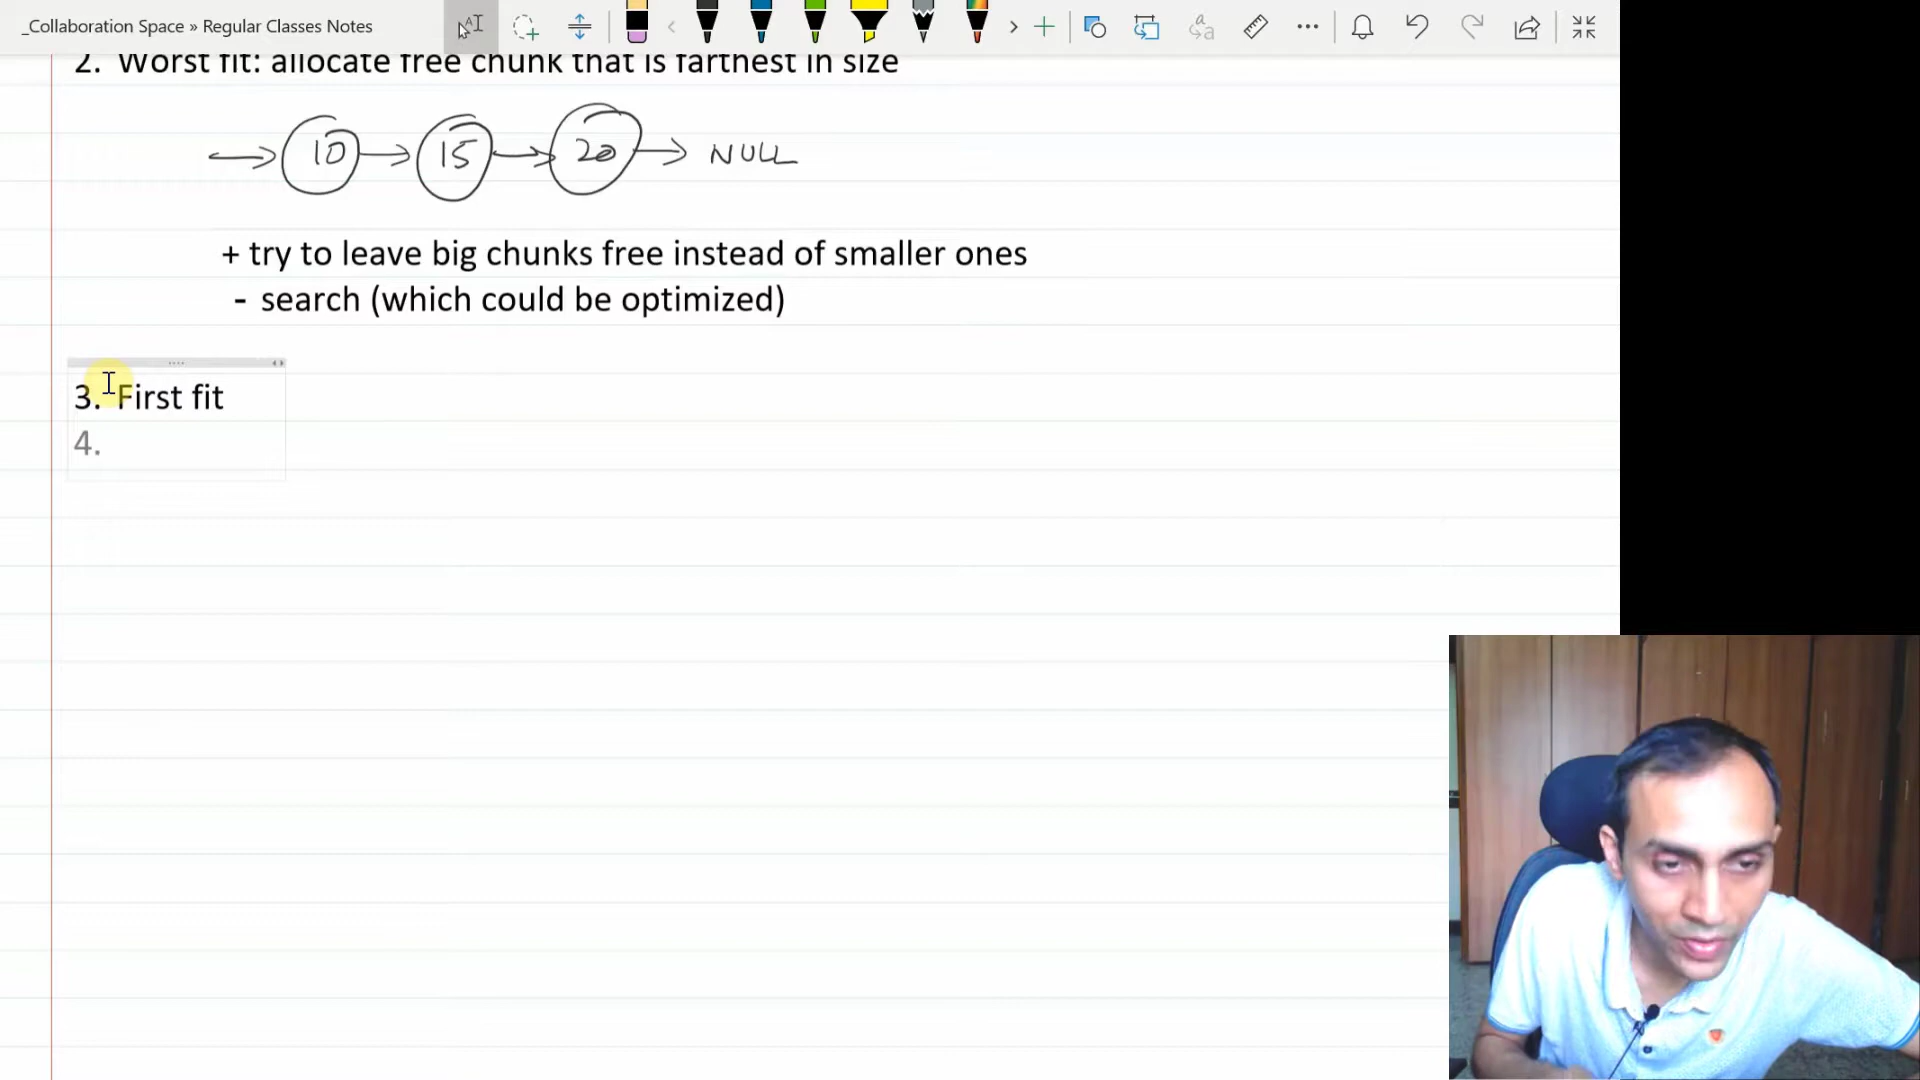 _Collaboration Space » Regular Classes Notes
2. Worst fit: allocate free chunk that is farthest in size
10 15 20 NULL
+ try to leave big chunks free instead of smaller ones
- search (which could be optimized)
3. First fit
4.